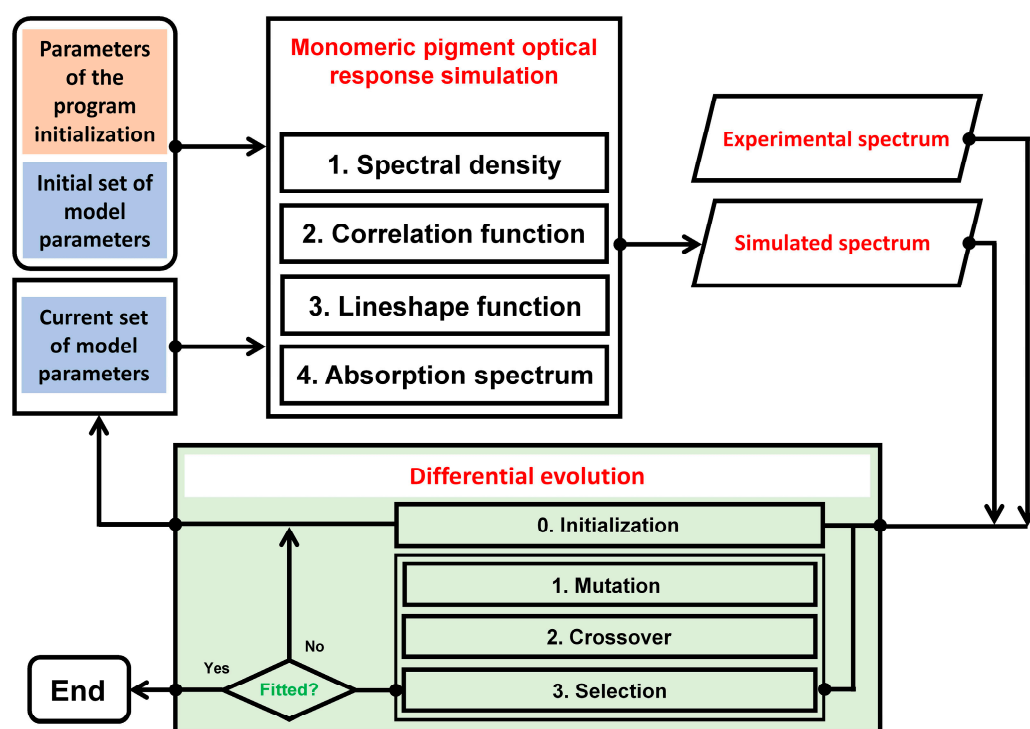 Parameters
of the
program
initialization
Initial set of
model
parameters
Current set
of model
parameters
Monomeric pigment optical
response simulation
1. Spectral density
2. Correlation function
3. Lineshape function
4. Absorption spectrum
Experimental spectrum
Simulated spectrum
Differential evolution
0. Initialization
1. Mutation
2. Crossover
3. Selection
No
Yes
Fitted?
End